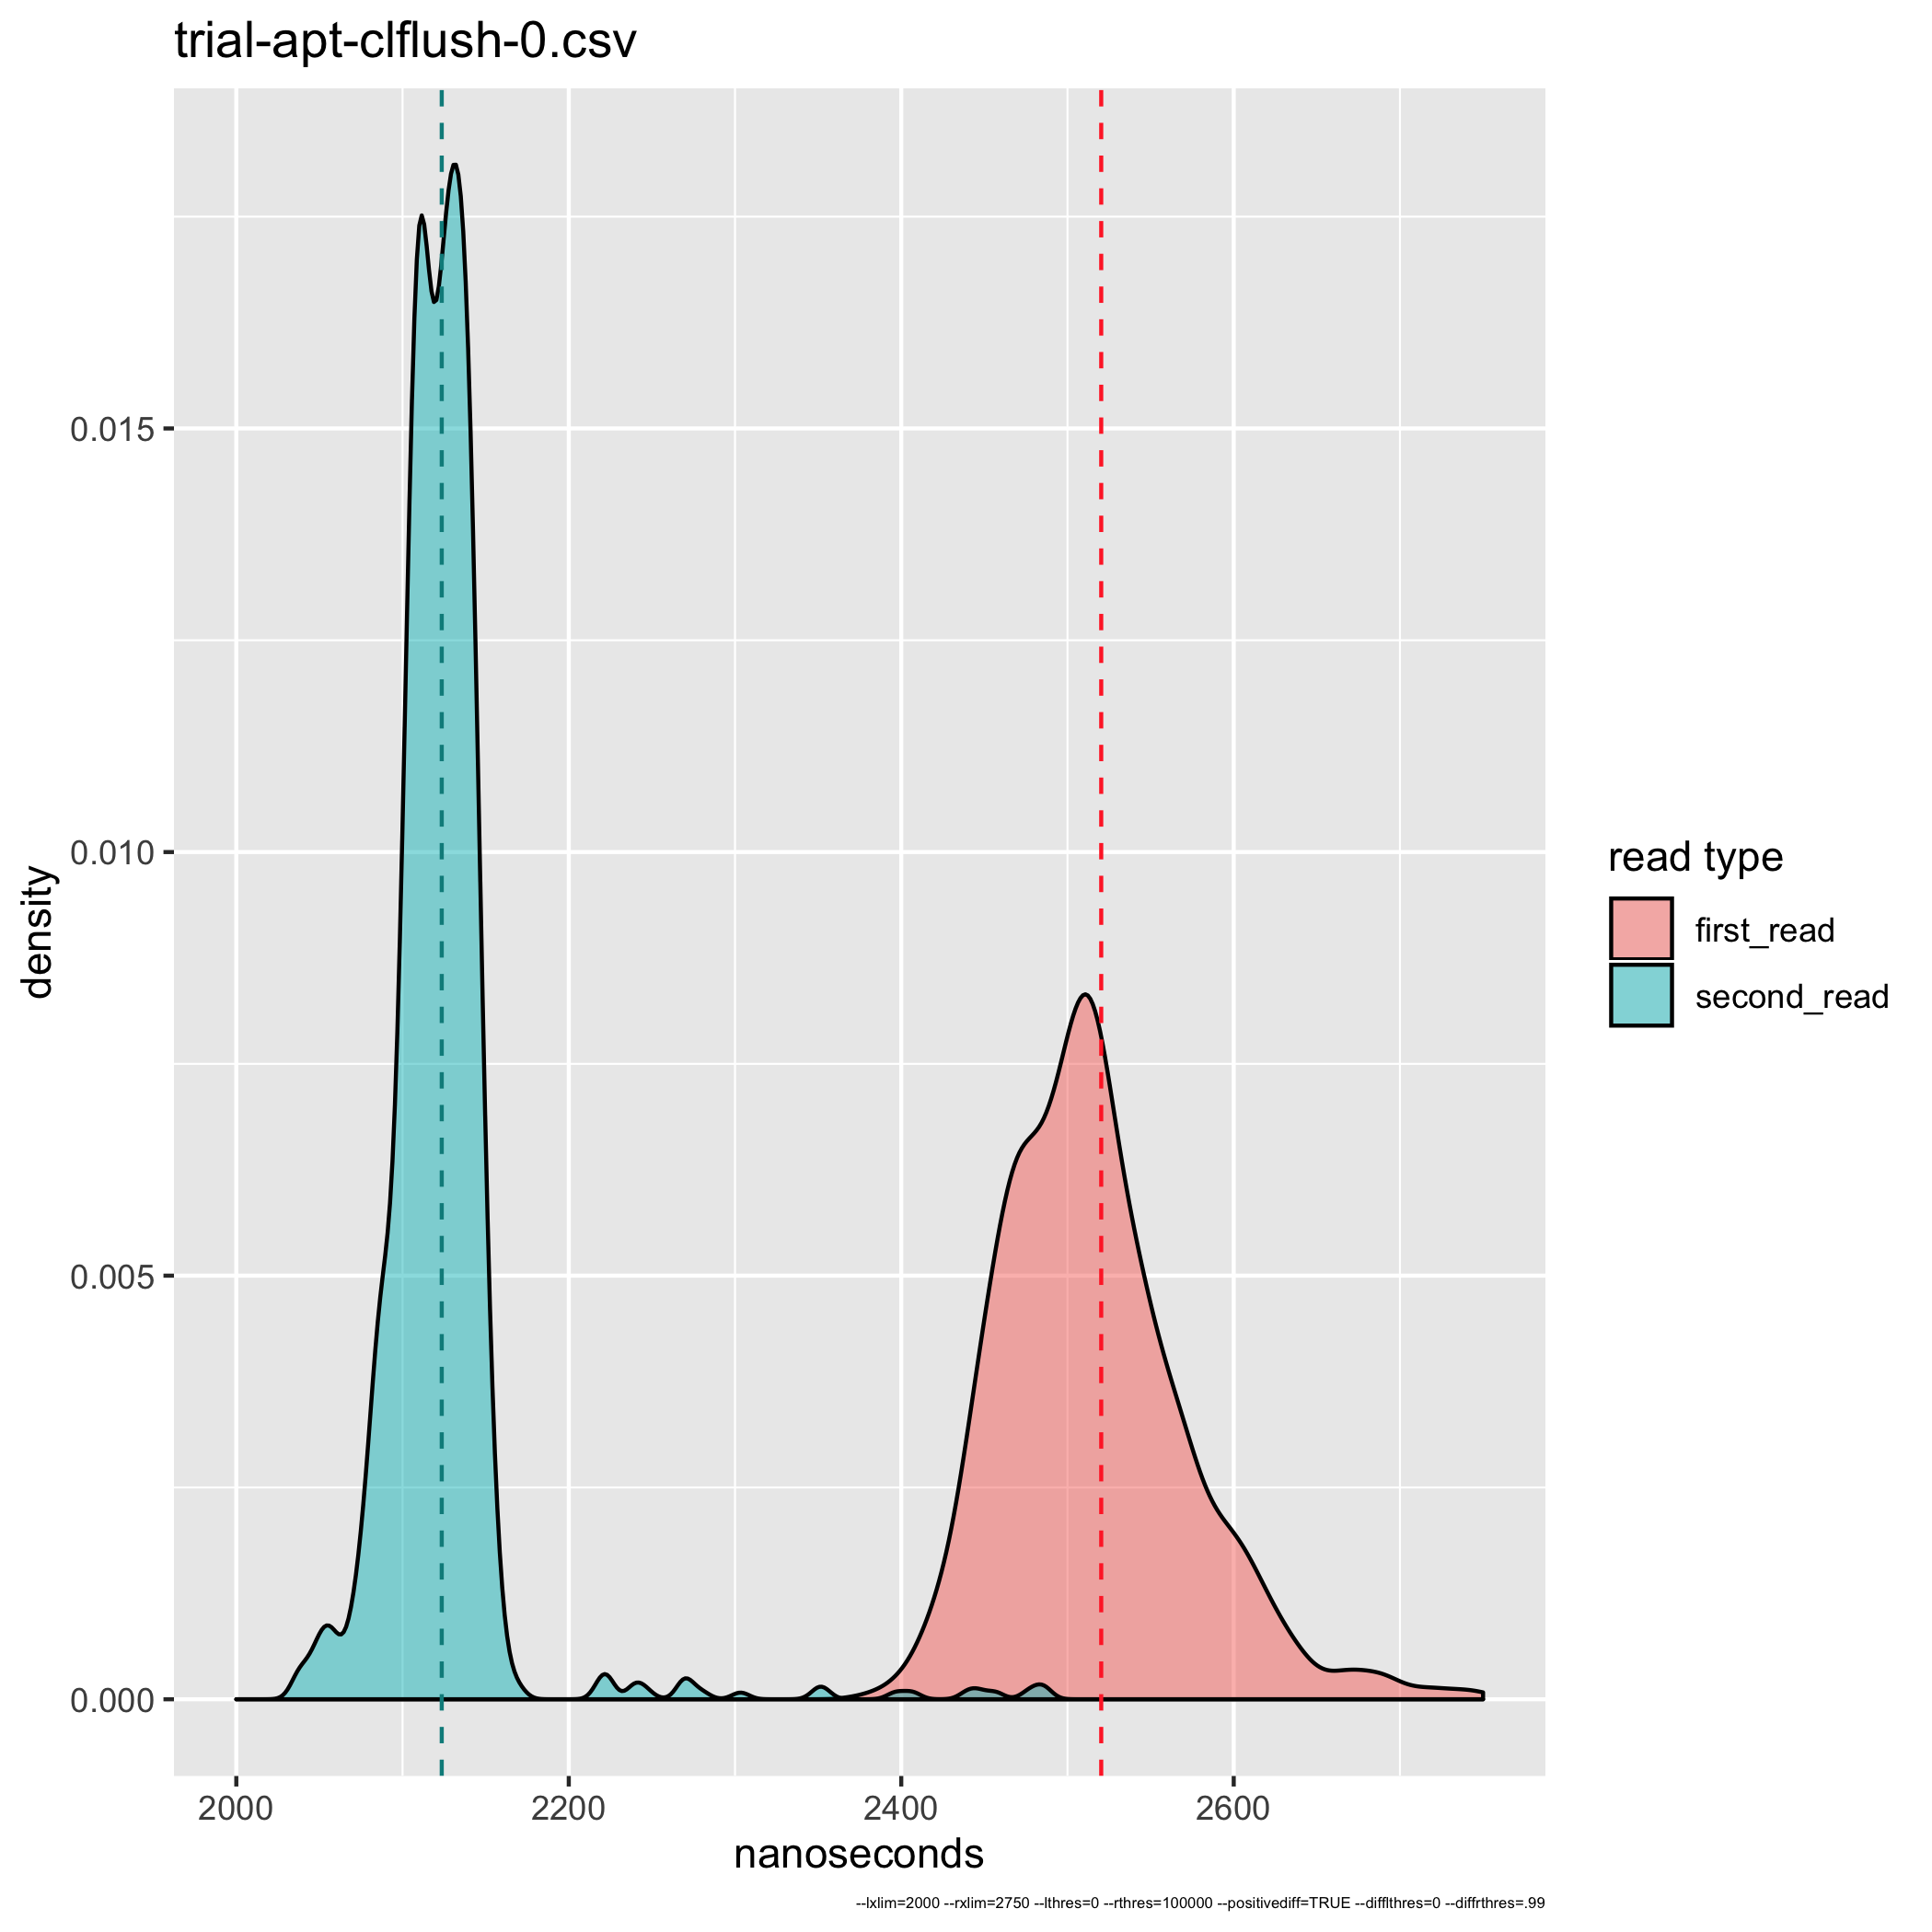 trial-apt-clflush-0.csv
density
0.015
0.010
0.005
0.000
2000 2200 2400 2600
nanoseconds
read type
first_read
second_read
--lxlim=2000 --rxlim=2750 --lthres=0 --rthres=100000 --positivediff=TRUE --difflthres=0 --diffrthres=.99